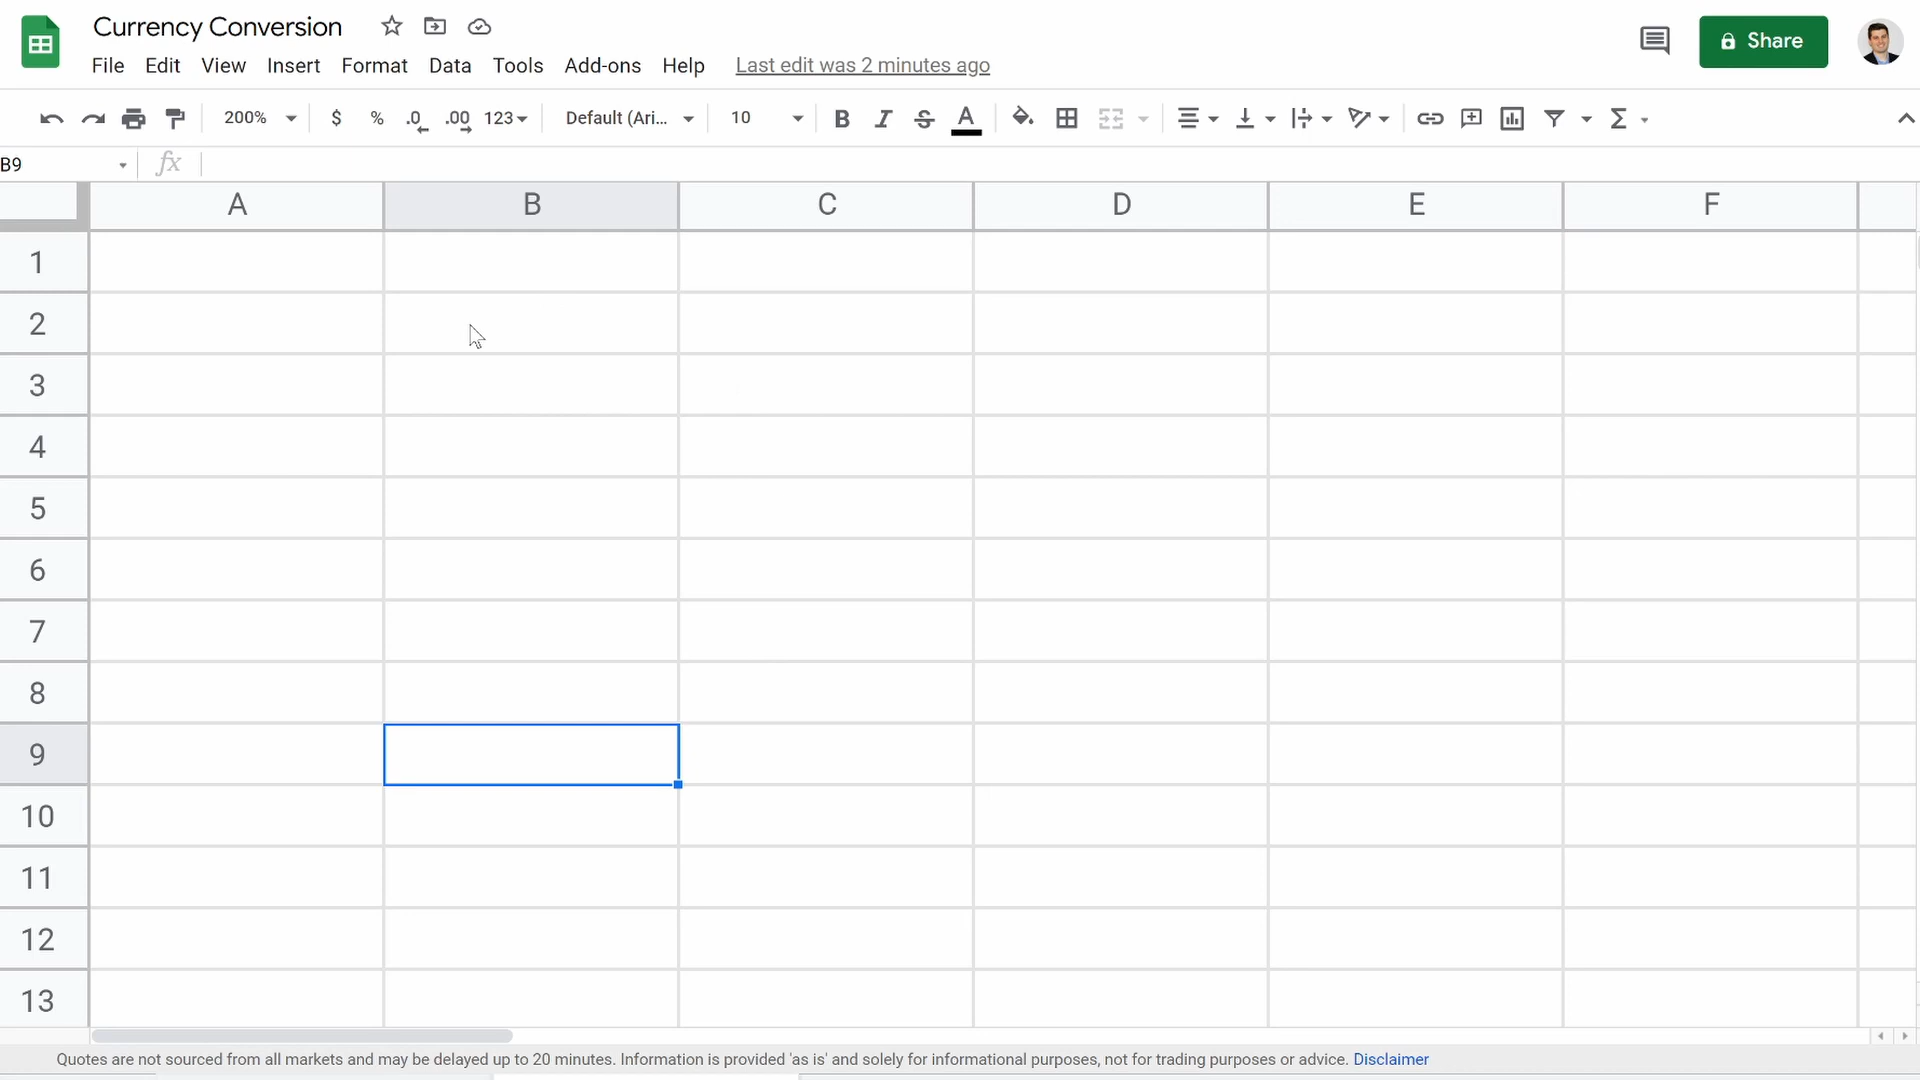 Currency Conversion
File Edit View Insert Format Data Tools Add-ons Help Last edit was 2 minutes ago
Share
200% $ % .0 .00 123 Default (Ari... 10 B I S A Σ
B9 fx
A B C D E F
1
2
3
4
5
6
7
8
9
10
11
12
13
Quotes are not sourced from all markets and may be delayed up to 20 minutes. Information is provided 'as is' and solely for informational purposes, not for trading purposes or advice. Disclaimer